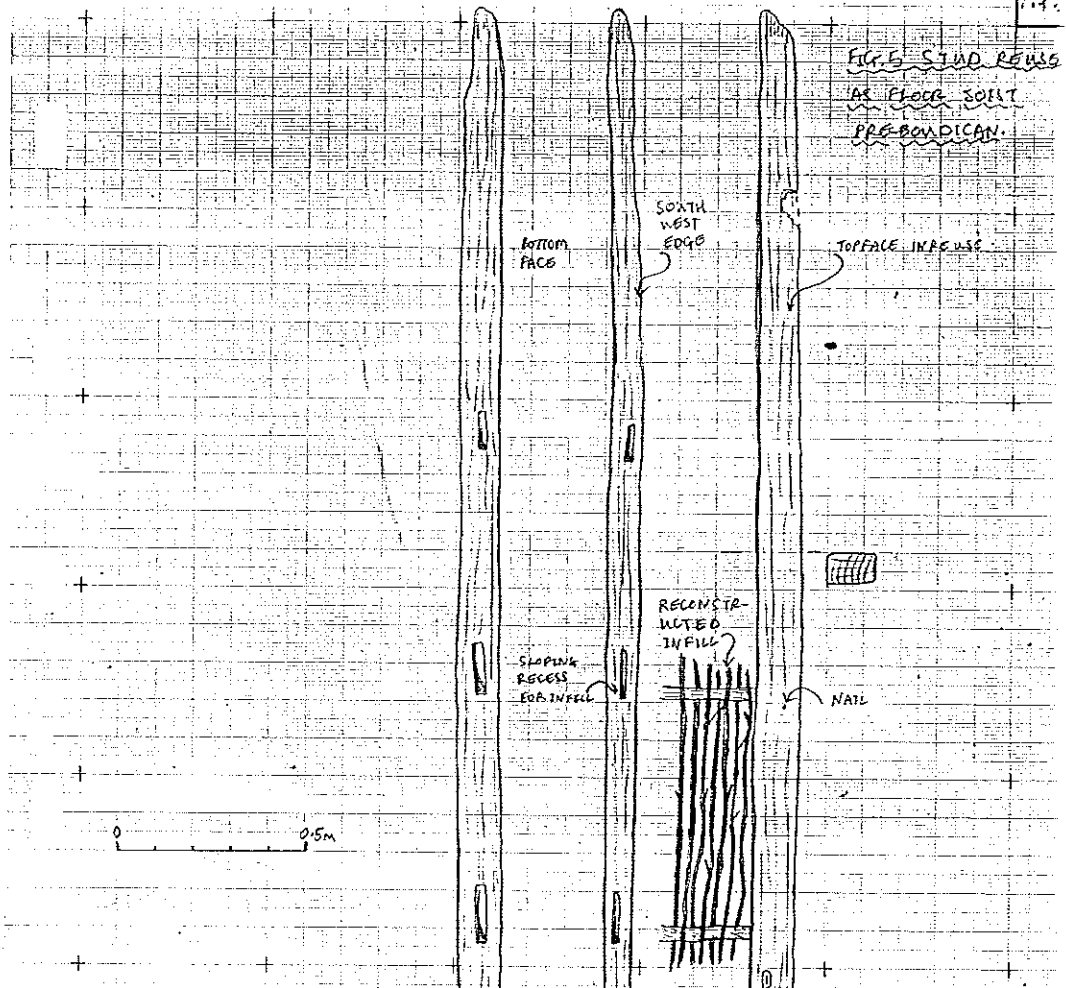 FIG. 5 STUD REUSE
AS FLOOR JOIST
PRE-BOUDICAN.
SOUTH
WEST
EDGE
BOTTOM
FACE
TOPFACE IN REUSE
RECONSTR-
UCTED
INFILL
SLOPING
RECESS
FOR INFILL
NAIL
0
0.5m